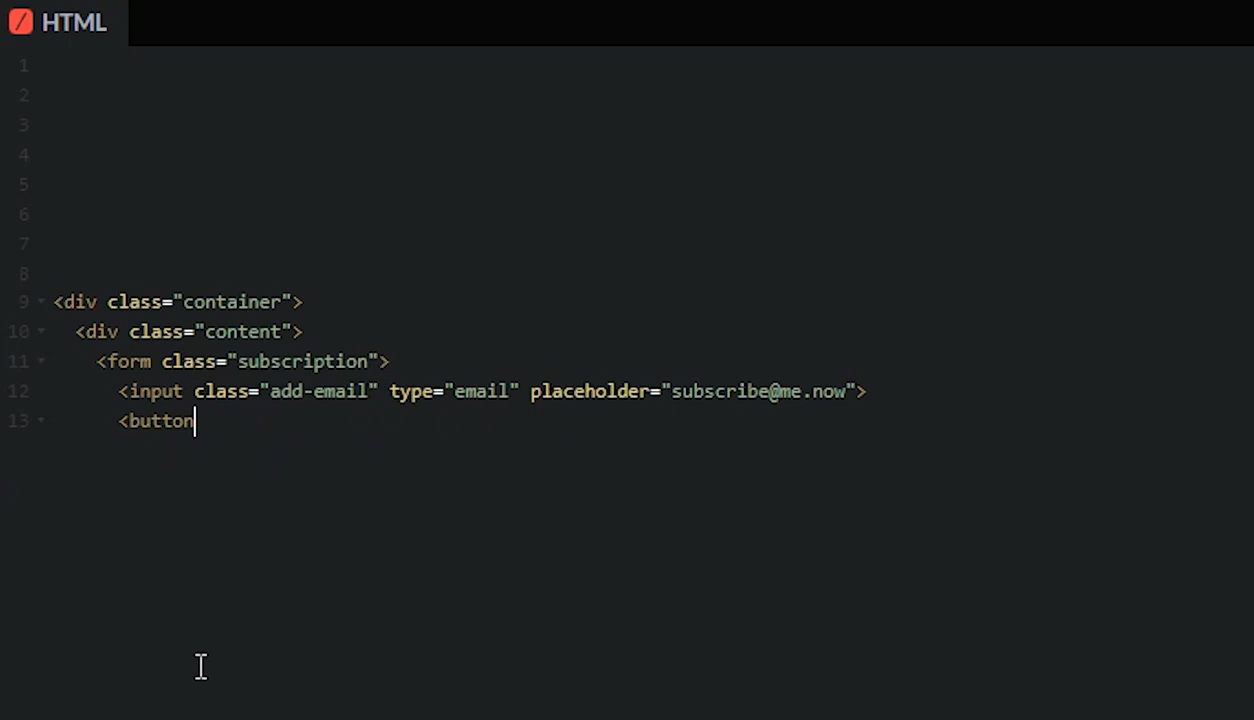 HTML
1
2
3
4
5
6
7
8
9 <div class="container">
10 <div class="content">
11 <form class="subscription">
12 <input class="add-email" type="email" placeholder="subscribe@me.now">
13 <button